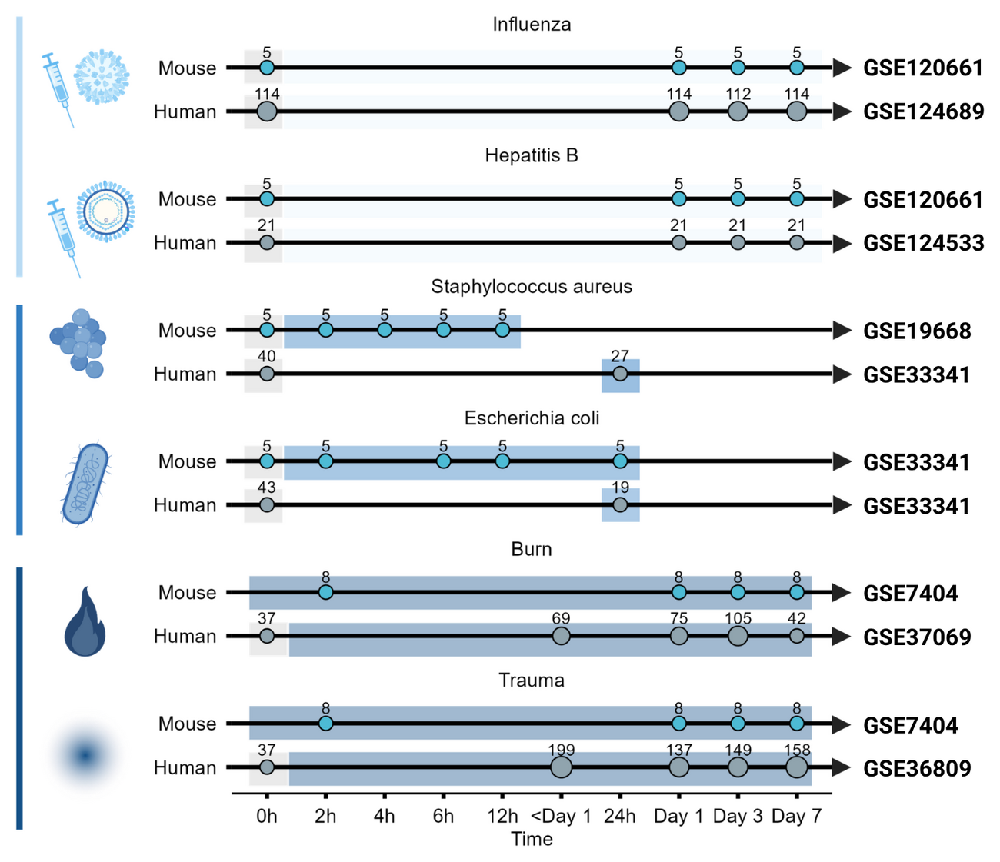 Influenza
5 5 5 5
Mouse GSE120661
114 114 112 114
Human GSE124689
Hepatitis B
5 5 5 5
Mouse GSE120661
21 21 21 21
Human GSE124533
Staphylococcus aureus
5 5 5 5 5
Mouse GSE19668
40 27
Human GSE33341
Escherichia coli
5 5 5 5 5
Mouse GSE33341
43 19
Human GSE33341
Burn
8 8 8 8
Mouse GSE7404
37 69 75 105 42
Human GSE37069
Trauma
8 8 8 8
Mouse GSE7404
37 199 137 149 158
Human GSE36809
0h 2h 4h 6h 12h <Day 1 24h Day 1 Day 3 Day 7
Time